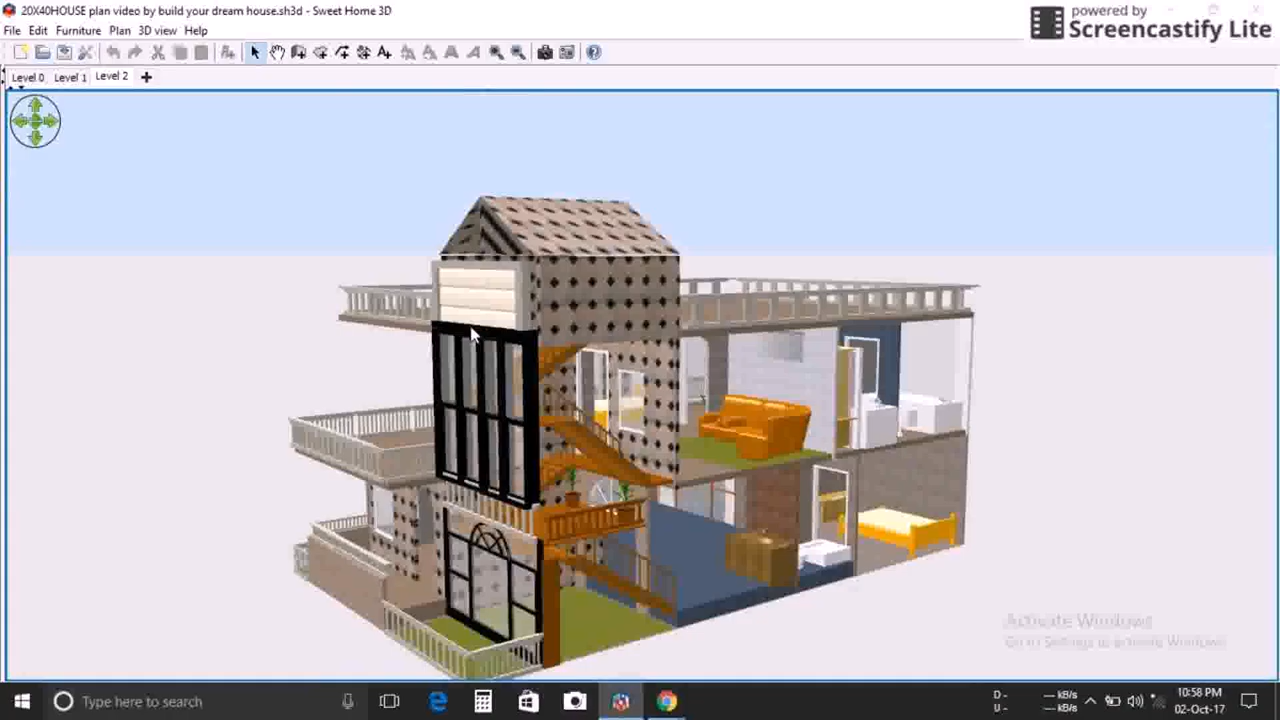 20X40HOUSE plan video by build your dream house.sh3d - Sweet Home 3D
powered by
Screencastify Lite
File Edit Furniture Plan 3D view Help
Level 0 Level 1 Level 2
Activate Windows
Go to Settings to activate Windows.
Type here to search
D - — kB/s
U - — kB/s
10:58 PM
02-Oct-17